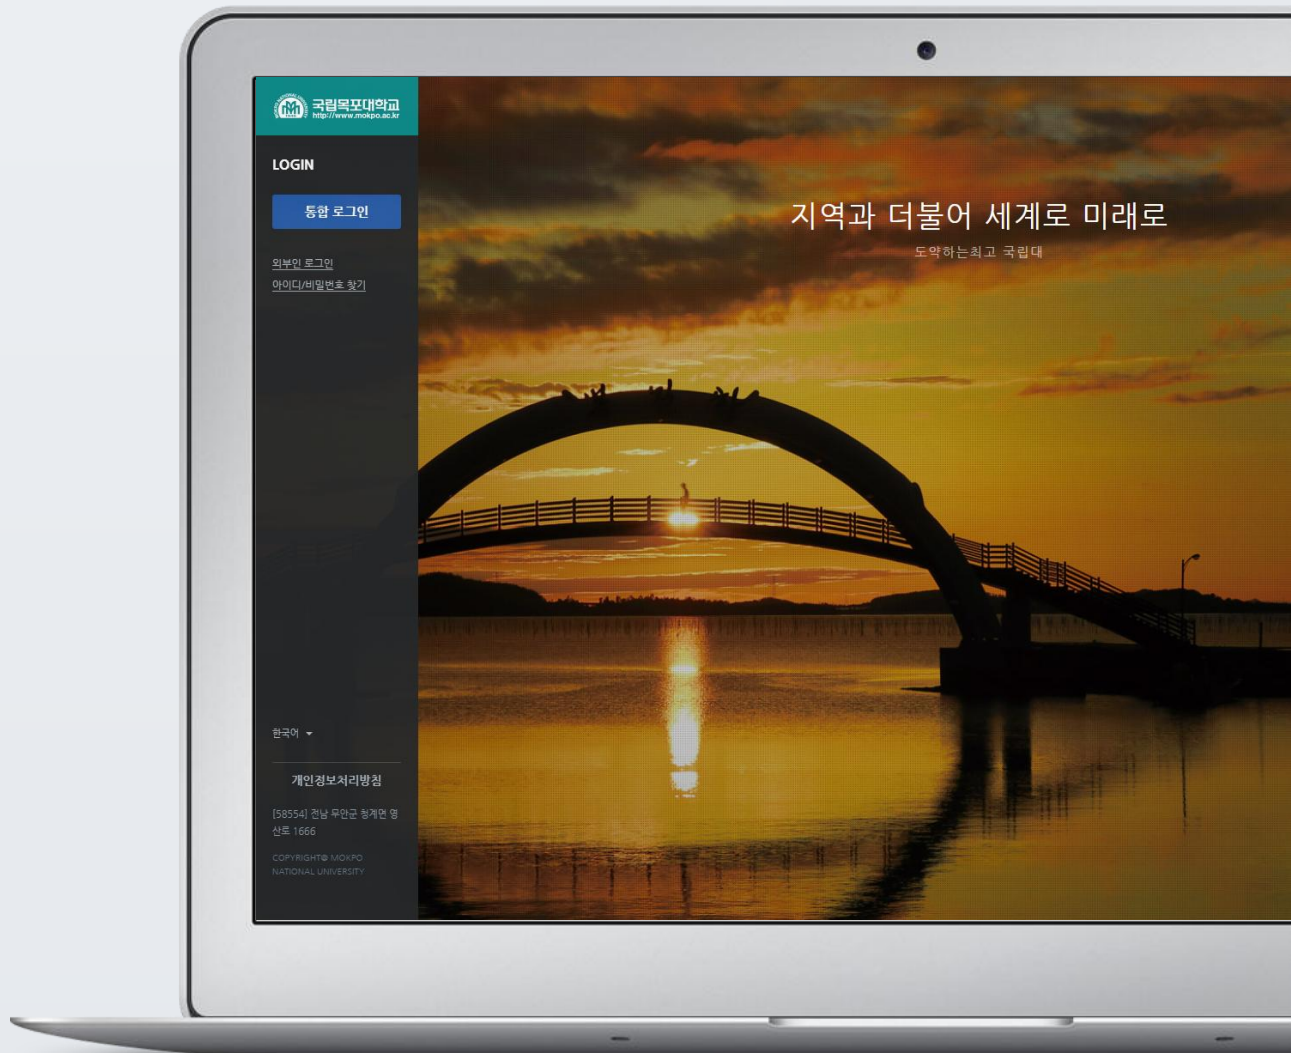 국립목포대학교
http://www.mokpo.ac.kr
LOGIN
통합 로그인
외부인 로그인
아이디/비밀번호 찾기
지역과 더불어 세계로 미래로
도약하는최고 국립대
한국어
개인정보처리방침
[58554] 전남 무안군 청계면 영
산로 1666
COPYRIGHT@ MOKPO
NATIONAL UNIVERSITY